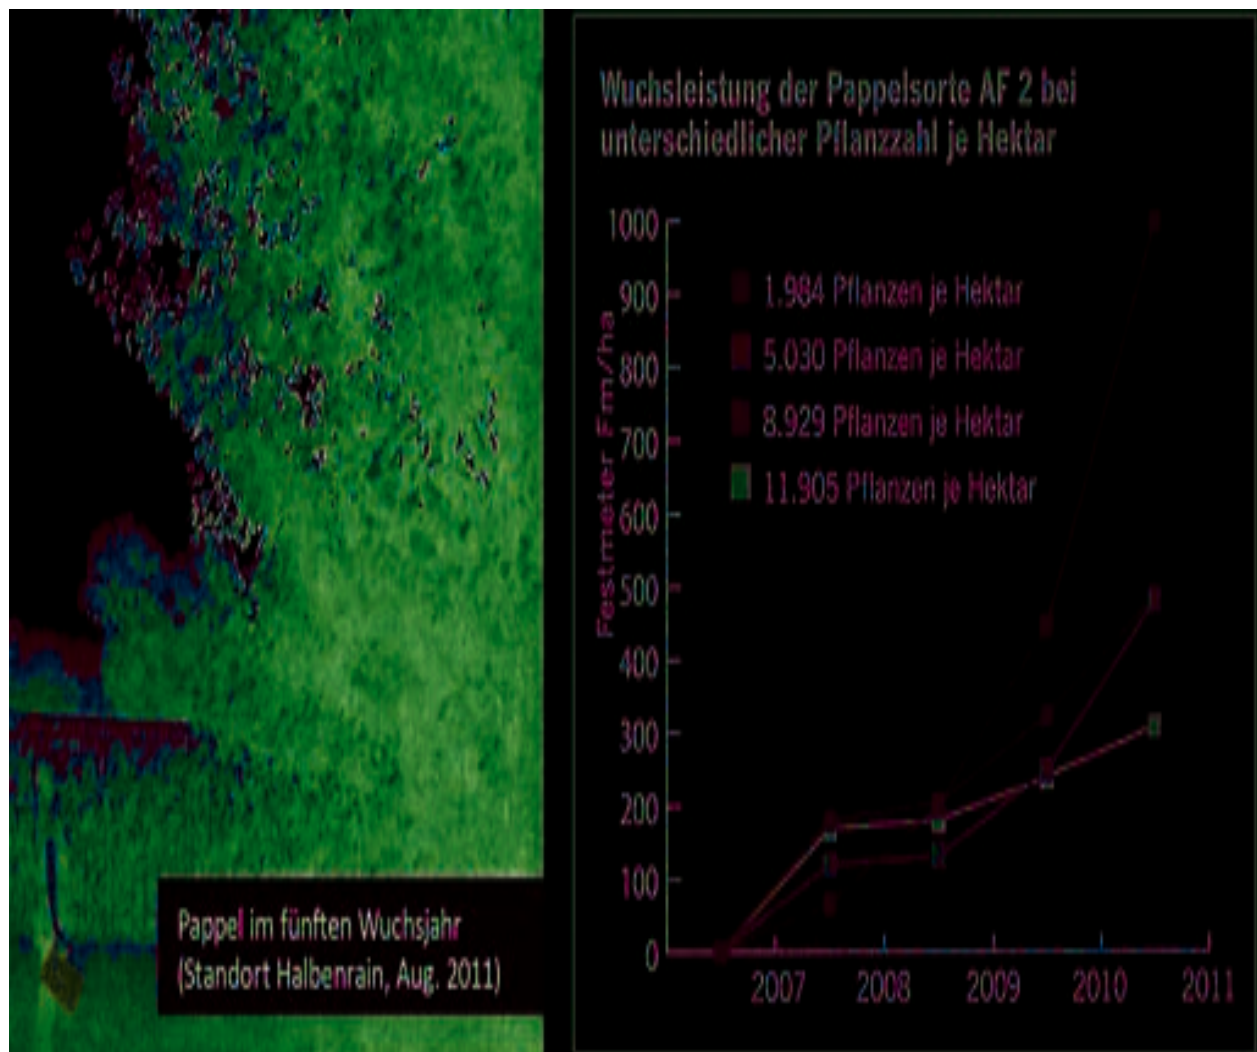 Wuchsleistung der Pappelsorte AF 2 bei
unterschiedlicher Pflanzzahl je Hektar
1000
900
800
700
600
500
400
300
200
100
0
Festmeter Fm/ha
1.984 Pflanzen je Hektar
5.030 Pflanzen je Hektar
8.929 Pflanzen je Hektar
11.905 Pflanzen je Hektar
2007 2008 2009 2010 2011
Pappel im fünften Wuchsjahr
(Standort Halbenrain, Aug. 2011)